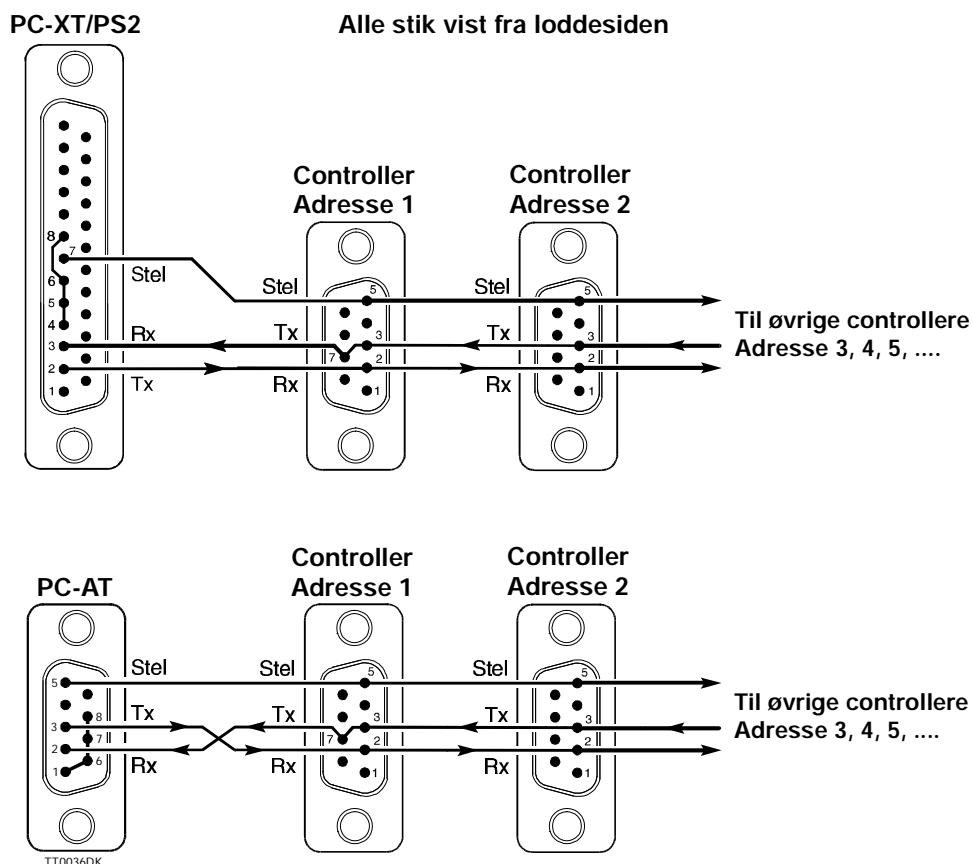 PC-XT/PS2
Alle stik vist fra loddesiden
Controller
Adresse 1
Controller
Adresse 2
8
7
6
5
4
3
2
1
Stel
Rx
Tx
Stel
Tx
Rx
5
3
7
2
1
Stel
Tx
Rx
5
3
2
1
Til øvrige controllere
Adresse 3, 4, 5, ....
PC-AT
Controller
Adresse 1
Controller
Adresse 2
5
8
3
7
2
6
1
Stel
Tx
Rx
Stel
Tx
Rx
5
3
7
2
1
Stel
Tx
Rx
5
3
2
1
Til øvrige controllere
Adresse 3, 4, 5, ....
TT0036DK